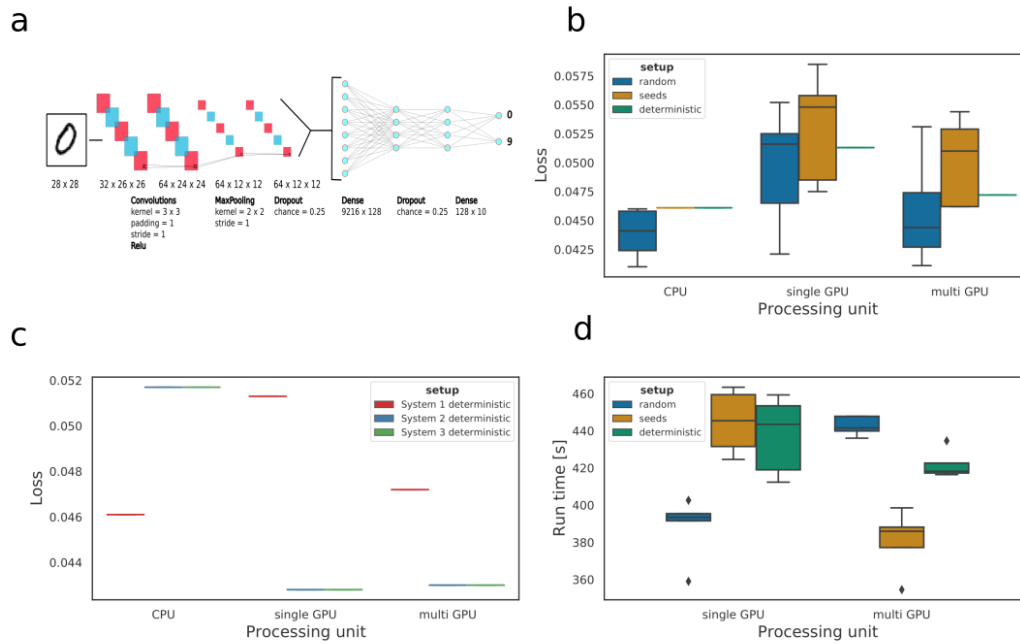 a
0
9
28 x 28
32 x 26 x 26
64 x 24 x 24
64 x 12 x 12
64 x 12 x 12
Convolutions
kernel = 3 x 3
padding = 1
stride = 1
Relu
MaxPooling
kernel = 2 x 2
stride = 1
Dropout
chance = 0.25
Dense
9216 x 128
Dropout
chance = 0.25
Dense
128 x 10
b
setup
random
seeds
deterministic
Loss
0.0575
0.0550
0.0525
0.0500
0.0475
0.0450
0.0425
CPU
single GPU
multi GPU
Processing unit
c
setup
System 1 deterministic
System 2 deterministic
System 3 deterministic
Loss
0.052
0.050
0.048
0.046
0.044
CPU
single GPU
multi GPU
Processing unit
d
setup
random
seeds
deterministic
Run time [s]
460
440
420
400
380
360
single GPU
multi GPU
Processing unit